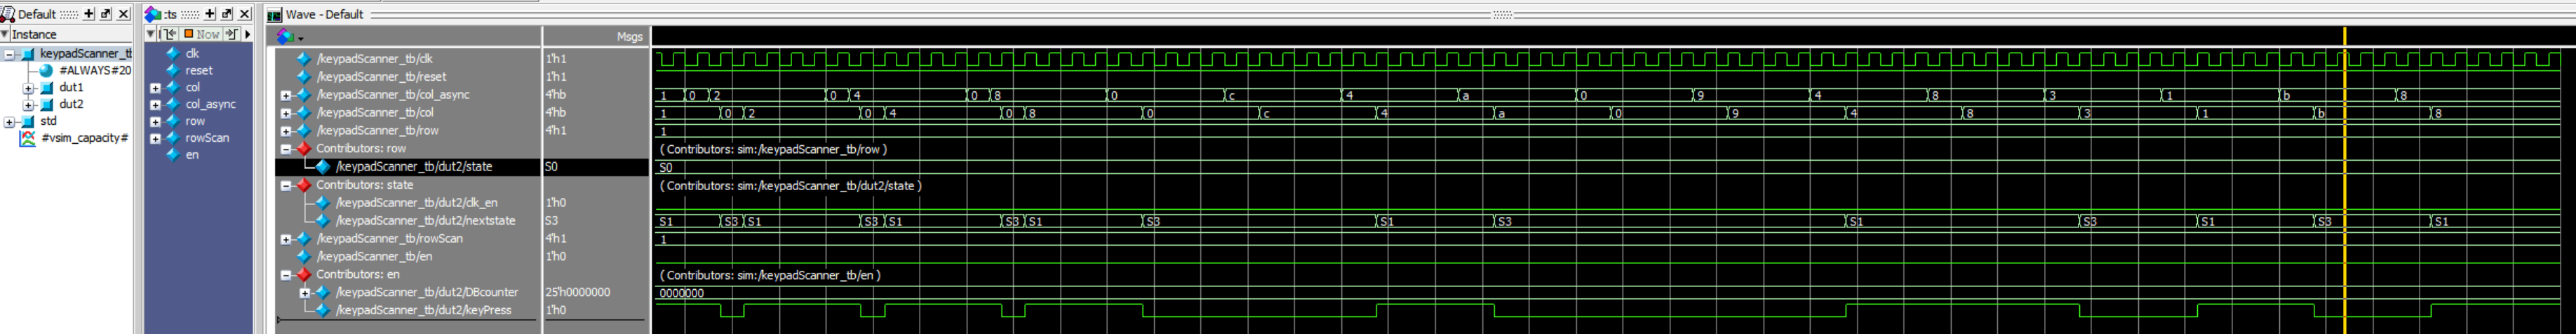 Default
:ts
Wave - Default
Instance
Now
Msgs
keypadScanner_tb
#ALWAYS#20
dut1
dut2
std
#vsim_capacity#
clk
reset
col
col_async
row
rowScan
en
/keypadScanner_tb/clk 1'h1
/keypadScanner_tb/reset 1'h1
/keypadScanner_tb/col_async 4'hb 1 0 2 0 4 0 8 0 c 4 a 0 9 4 8 3 1 b 8
/keypadScanner_tb/col 4'hb 1 0 2 0 4 0 8 0 c 4 a 0 9 4 8 3 1 b 8
/keypadScanner_tb/row 4'h1 1
Contributors: row ( Contributors: sim:/keypadScanner_tb/row )
/keypadScanner_tb/dut2/state S0 S0
Contributors: state ( Contributors: sim:/keypadScanner_tb/dut2/state )
/keypadScanner_tb/dut2/clk_en 1'h0
/keypadScanner_tb/dut2/nextstate S3 S1 S3 S1 S3 S1 S3 S1 S3 S1 S3 S1 S3 S1 S3 S1
/keypadScanner_tb/rowScan 4'h1 1
/keypadScanner_tb/en 1'h0
Contributors: en ( Contributors: sim:/keypadScanner_tb/en )
/keypadScanner_tb/dut2/DBcounter 25'h0000000 0000000
/keypadScanner_tb/dut2/keyPress 1'h0